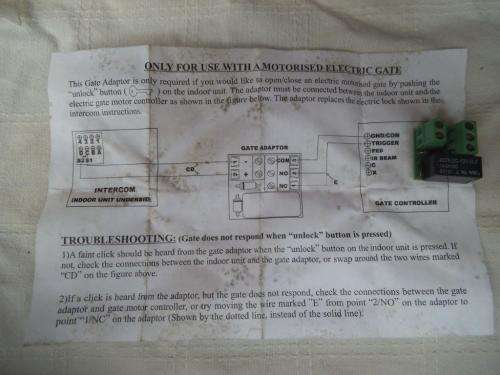 ONLY FOR USE WITH A MOTORISED ELECTRIC GATE
This Gate Adaptor is only required if you would like to open/close an electric motorised gate by pushing the
"unlock" button ( ) on the indoor unit. The adaptor must be connected between the indoor unit and the
electric gate motor controller as shown in the figure below. The adaptor replaces the electric lock shown in the
intercom instructions.
GATE ADAPTOR
S2 S1
CD
- COM
+ NO
NC
E
GND/COM
TRIGGER
PED
IR BEAM
INTERCOM
INDOOR UNIT UNDERSIDE
GATE CONTROLLER
TROUBLESHOOTING: (Gate does not respond when "unlock" button is pressed)
1)A faint click should be heard from the gate adaptor when the "unlock" button on the indoor unit is pressed. If
not, check the connections between the indoor unit and the gate adaptor, or swap around the two wires marked
"CD" on the figure above.
2)If a click is heard from the adaptor, but the gate does not respond, check the connections between the gate
adaptor and gate motor controller, or try moving the wire marked "E" from point "2/NO" on the adaptor to
point "1/NC" on the adaptor (Shown by the dotted line, instead of the solid line).